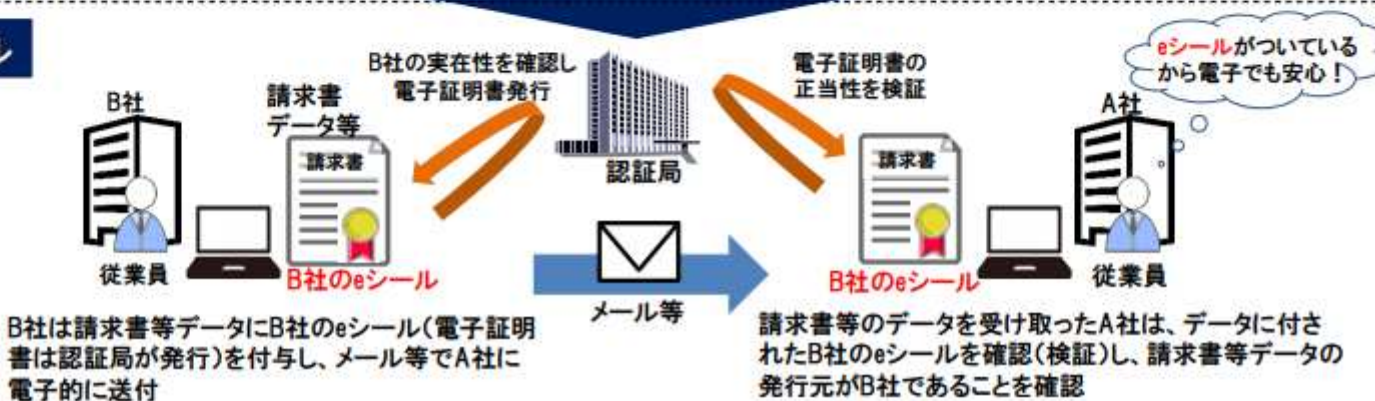 B社の実在性を確認し
電子証明書発行
電子証明書の
正当性を検証
eシールがついている
から電子でも安心！
B社
請求書
データ等
請求書
認証局
A社
請求書
従業員
B社のeシール
メール等
B社のeシール
従業員
B社は請求書等データにB社のeシール（電子証明
書は認証局が発行）を付与し、メール等でA社に
電子的に送付
請求書等のデータを受け取ったA社は、データに付さ
れたB社のeシールを確認（検証）し、請求書等データの
発行元がB社であることを確認